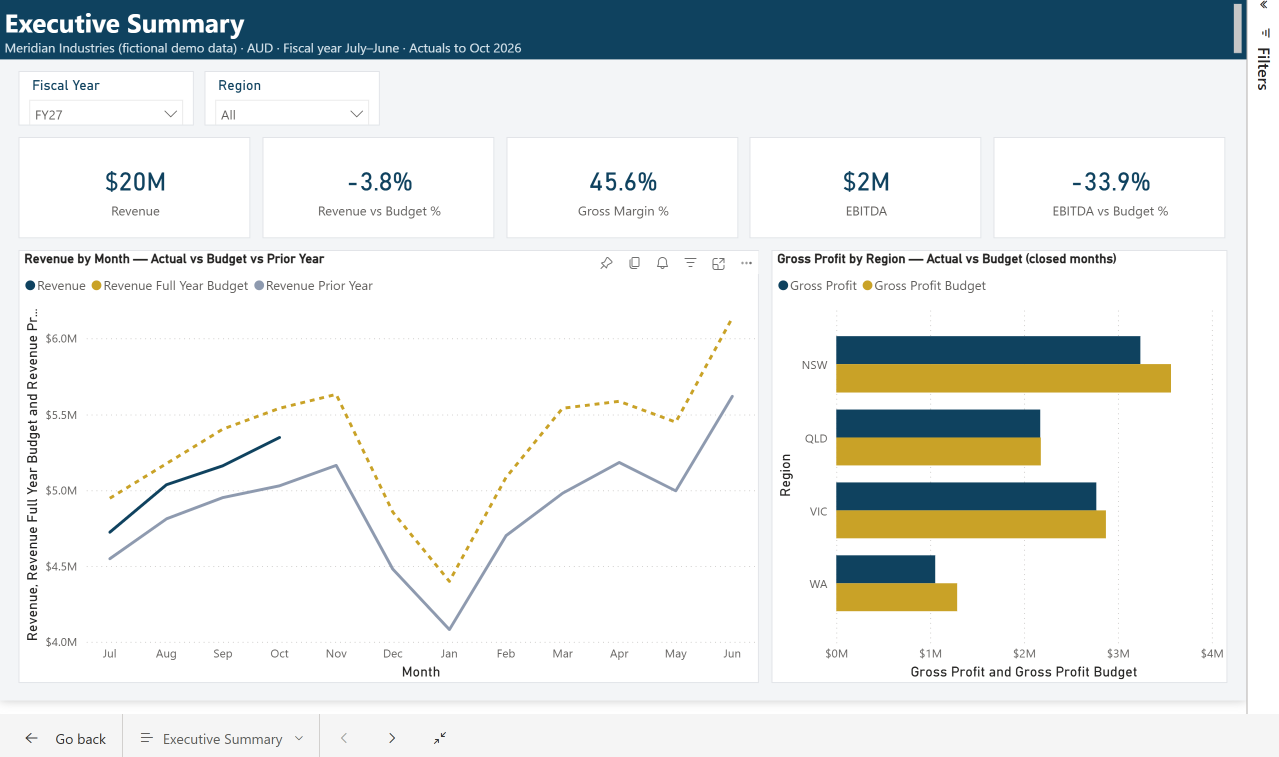 Executive Summary
Meridian Industries (fictional demo data) · AUD · Fiscal year July–June · Actuals to Oct 2026
Filters
Fiscal Year
FY27
Region
All
$20M
Revenue
-3.8%
Revenue vs Budget %
45.6%
Gross Margin %
$2M
EBITDA
-33.9%
EBITDA vs Budget %
Revenue by Month — Actual vs Budget vs Prior Year
Revenue
Revenue Full Year Budget
Revenue Prior Year
Revenue, Revenue Full Year Budget and Revenue Pr...
$6.0M
$5.5M
$5.0M
$4.5M
$4.0M
Jul Aug Sep Oct Nov Dec Jan Feb Mar Apr May Jun
Month
Gross Profit by Region — Actual vs Budget (closed months)
Gross Profit
Gross Profit Budget
Region
NSW
QLD
VIC
WA
$0M $1M $2M $3M $4M
Gross Profit and Gross Profit Budget
Go back
Executive Summary